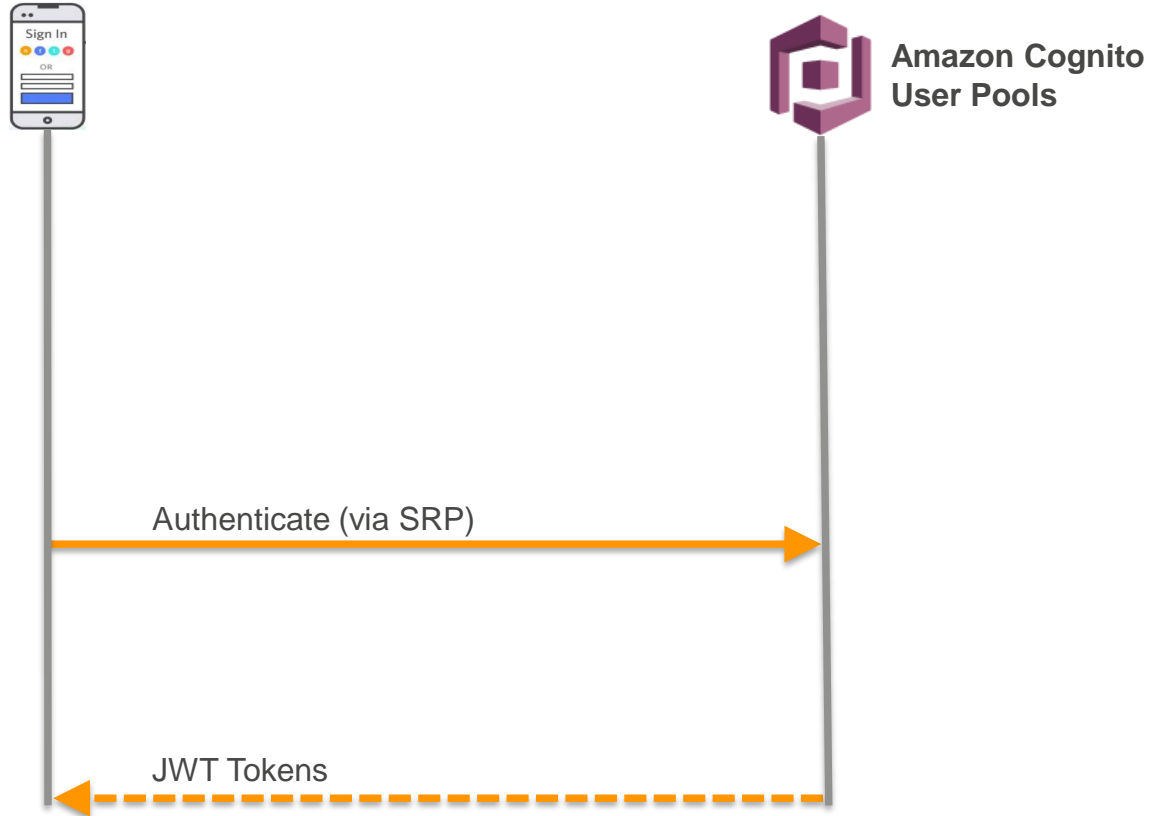 Sign In
OR
Amazon Cognito
User Pools
Authenticate (via SRP)
JWT Tokens